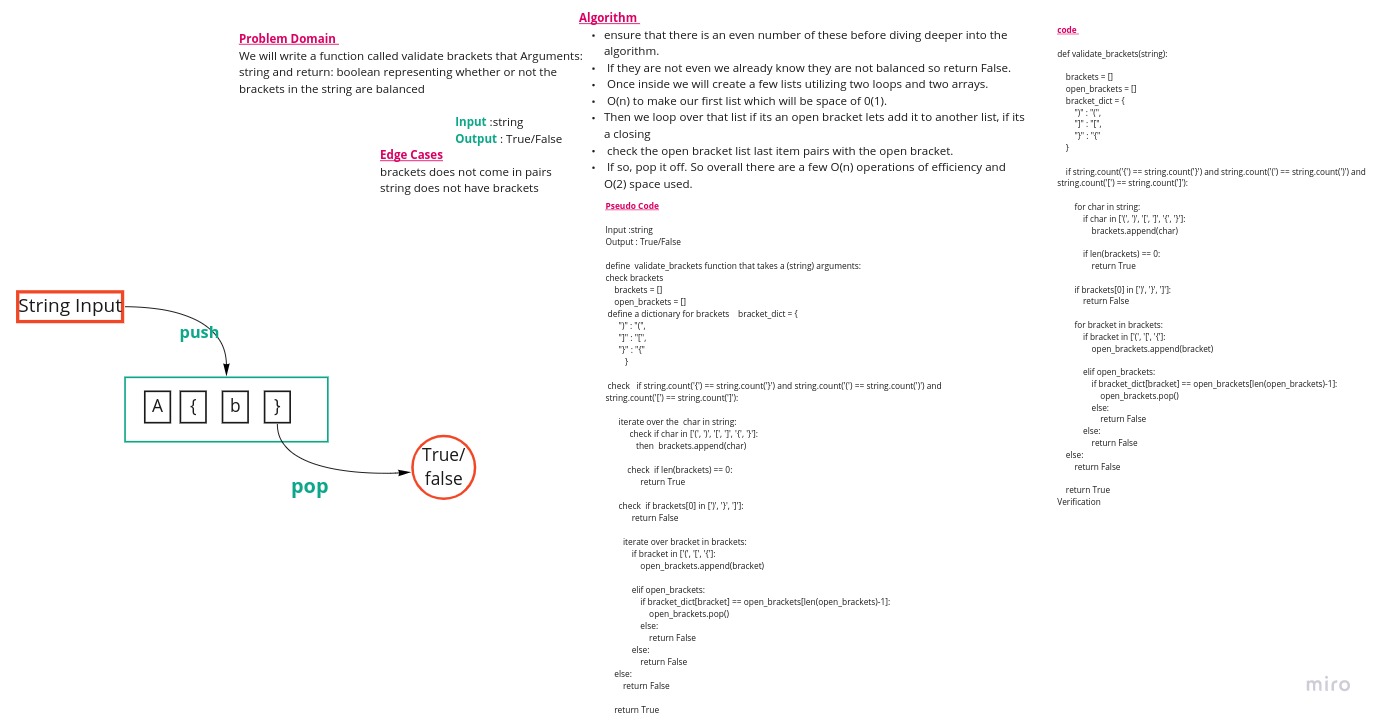 Problem Domain
We will write a function called validate brackets that Arguments:
string and return: boolean representing whether or not the
brackets in the string are balanced
Input :string
Output : True/False
Edge Cases
brackets does not come in pairs
string does not have brackets
String Input
push
A { b }
pop
True/
false
Algorithm
• ensure that there is an even number of these before diving deeper into the
algorithm.
• If they are not even we already know they are not balanced so return False.
• Once inside we will create a few lists utilizing two loops and two arrays.
• O(n) to make our first list which will be space of 0(1).
• Then we loop over that list if its an open bracket lets add it to another list, if its
a closing
• check the open bracket list last item pairs with the open bracket.
• If so, pop it off. So overall there are a few O(n) operations of efficiency and
O(2) space used.
Pseudo Code
Input :string
Output : True/False
define validate_brackets function that takes a (string) arguments:
check brackets
brackets = []
open_brackets = []
define a dictionary for brackets bracket_dict = {
")" : "(",
"]" : "[",
"}" : "{"
}
check if string.count('{') == string.count('}') and string.count('(') == string.count(')') and
string.count('[') == string.count(']'):
iterate over the char in string:
check if char in ['(', ')', '[', ']', '{', '}']:
then brackets.append(char)
check if len(brackets) == 0:
return True
check if brackets[0] in [')', '}', ']']:
return False
iterate over bracket in brackets:
if bracket in ['(', '[', '{']:
open_brackets.append(bracket)
elif open_brackets:
if bracket_dict[bracket] == open_brackets[len(open_brackets)-1]:
open_brackets.pop()
else:
return False
else:
return False
else:
return False
return True
code
def validate_brackets(string):
brackets = []
open_brackets = []
bracket_dict = {
")" : "(",
"]" : "[",
"}" : "{"
}
if string.count('{') == string.count('}') and string.count('(') == string.count(')') and
string.count('[') == string.count(']'):
for char in string:
if char in ['(', ')', '[', ']', '{', '}']:
brackets.append(char)
if len(brackets) == 0:
return True
if brackets[0] in [')', '}', ']']:
return False
for bracket in brackets:
if bracket in ['(', '[', '{']:
open_brackets.append(bracket)
elif open_brackets:
if bracket_dict[bracket] == open_brackets[len(open_brackets)-1]:
open_brackets.pop()
else:
return False
else:
return False
else:
return False
return True
Verification
miro